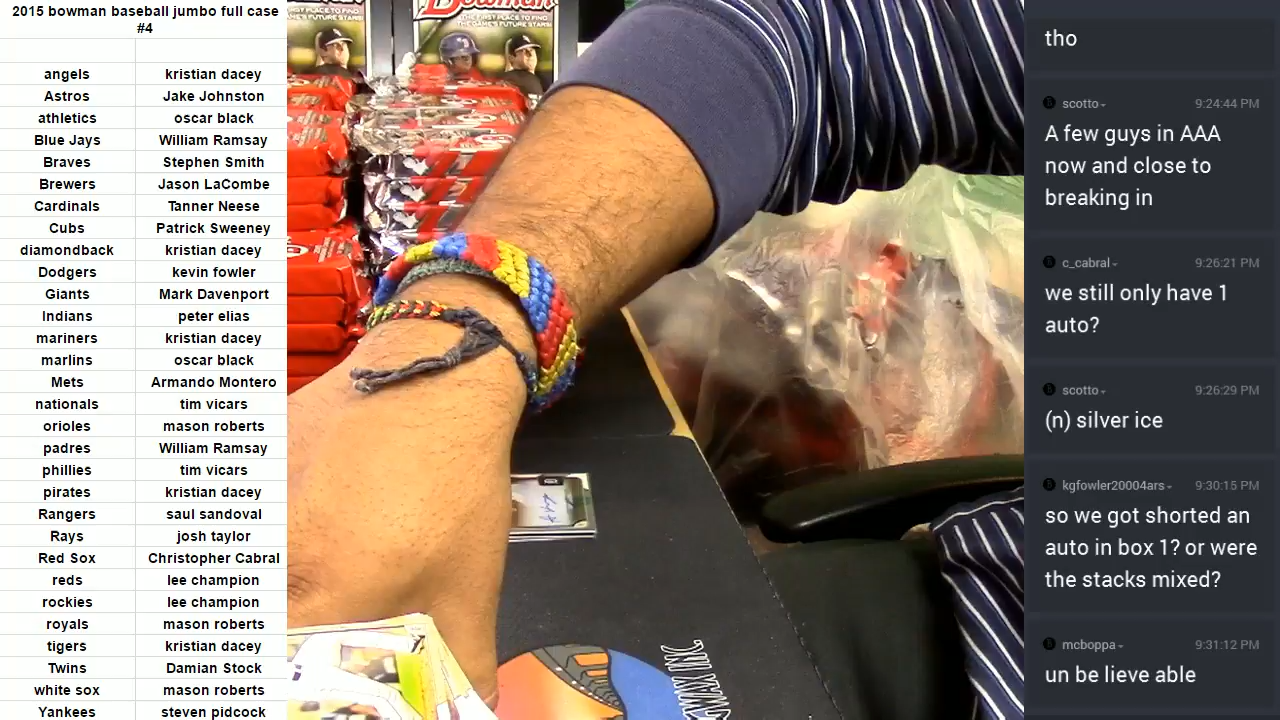 2015 bowman baseball jumbo full case
#4
angels kristian dacey
Astros Jake Johnston
athletics oscar black
Blue Jays William Ramsay
Braves Stephen Smith
Brewers Jason LaCombe
Cardinals Tanner Neese
Cubs Patrick Sweeney
diamondback kristian dacey
Dodgers kevin fowler
Giants Mark Davenport
Indians peter elias
mariners kristian dacey
marlins oscar black
Mets Armando Montero
nationals tim vicars
orioles mason roberts
padres William Ramsay
phillies tim vicars
pirates kristian dacey
Rangers saul sandoval
Rays josh taylor
Red Sox Christopher Cabral
reds lee champion
rockies lee champion
royals mason roberts
tigers kristian dacey
Twins Damian Stock
white sox mason roberts
Yankees steven pidcock
Bowman
THE FIRST PLACE TO FIND
THE GAME'S FUTURE STARS!
GWAX INC
tho
scotto 9:24:44 PM
A few guys in AAA
now and close to
breaking in
c_cabral 9:26:21 PM
we still only have 1
auto?
scotto 9:26:29 PM
(n) silver ice
kgfowler20004ars 9:30:15 PM
so we got shorted an
auto in box 1? or were
the stacks mixed?
mcboppa 9:31:12 PM
un be lieve able